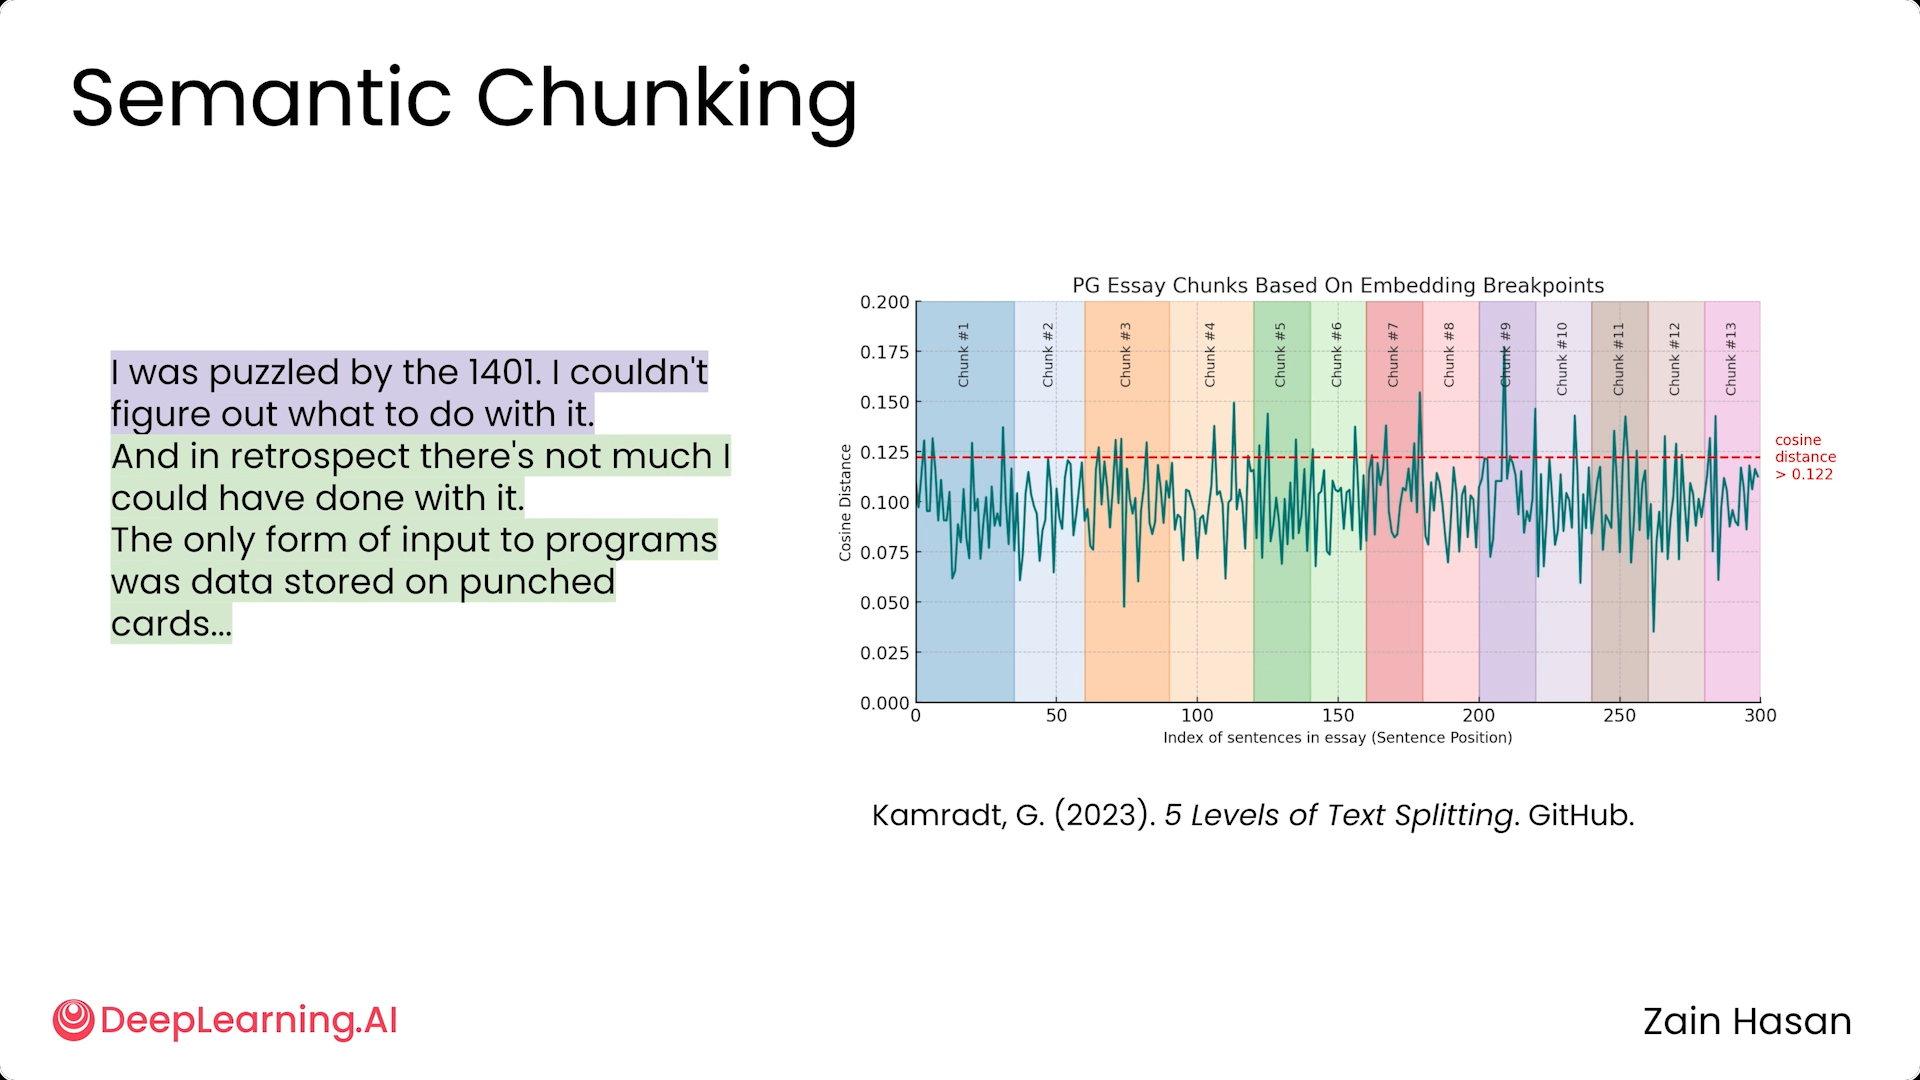 Semantic Chunking
I was puzzled by the 1401. I couldn't
figure out what to do with it.
And in retrospect there's not much I
could have done with it.
The only form of input to programs
was data stored on punched
cards...
PG Essay Chunks Based On Embedding Breakpoints
0.200
0.175
0.150
0.125
0.100
0.075
0.050
0.025
0.000
Cosine Distance
Chunk #1
Chunk #2
Chunk #3
Chunk #4
Chunk #5
Chunk #6
Chunk #7
Chunk #8
Chunk #9
Chunk #10
Chunk #11
Chunk #12
Chunk #13
cosine
distance
> 0.122
0
50
100
150
200
250
300
Index of sentences in essay (Sentence Position)
Kamradt, G. (2023). 5 Levels of Text Splitting. GitHub.
DeepLearning.AI
Zain Hasan